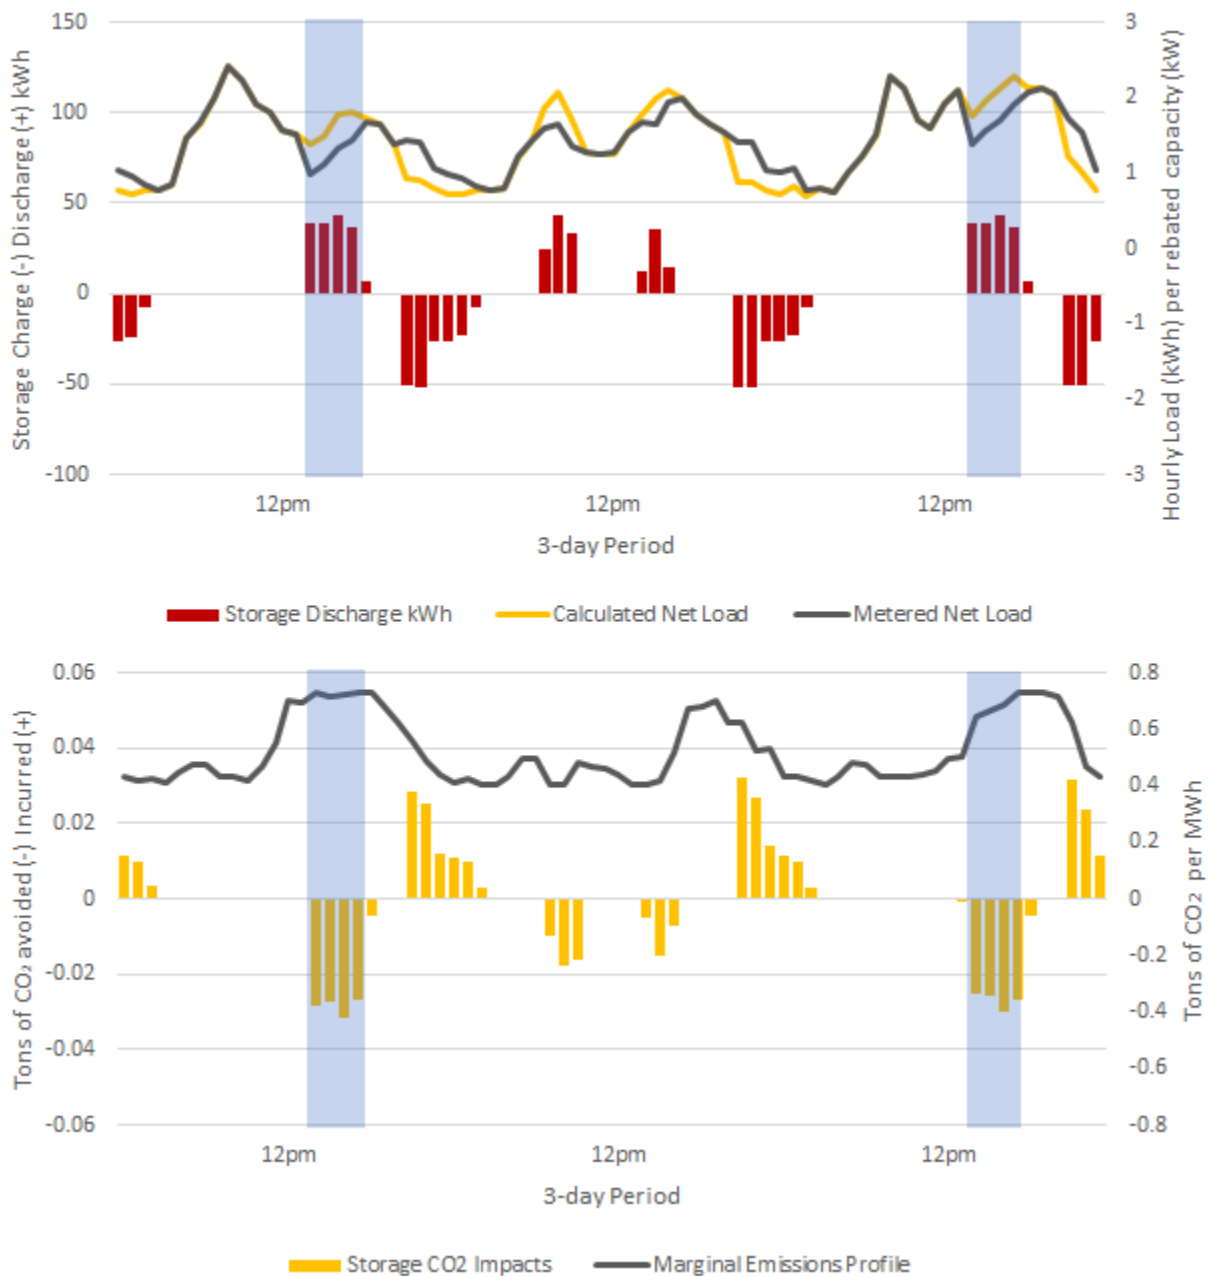 150
100
50
0
-50
-100
Storage Charge (-) Discharge (+) kWh
3
2
1
0
-1
-2
-3
Hourly Load (kWh) per rebated capacity (kW)
12pm 12pm 12pm
3-day Period
Storage Discharge kWh Calculated Net Load Metered Net Load
0.06
0.04
0.02
0
-0.02
-0.04
-0.06
Tons of CO₂ avoided (-) Incurred (+)
0.8
0.6
0.4
0.2
0
-0.2
-0.4
-0.6
-0.8
Tons of CO₂ per MWh
12pm 12pm 12pm
3-day Period
Storage CO2 Impacts Marginal Emissions Profile